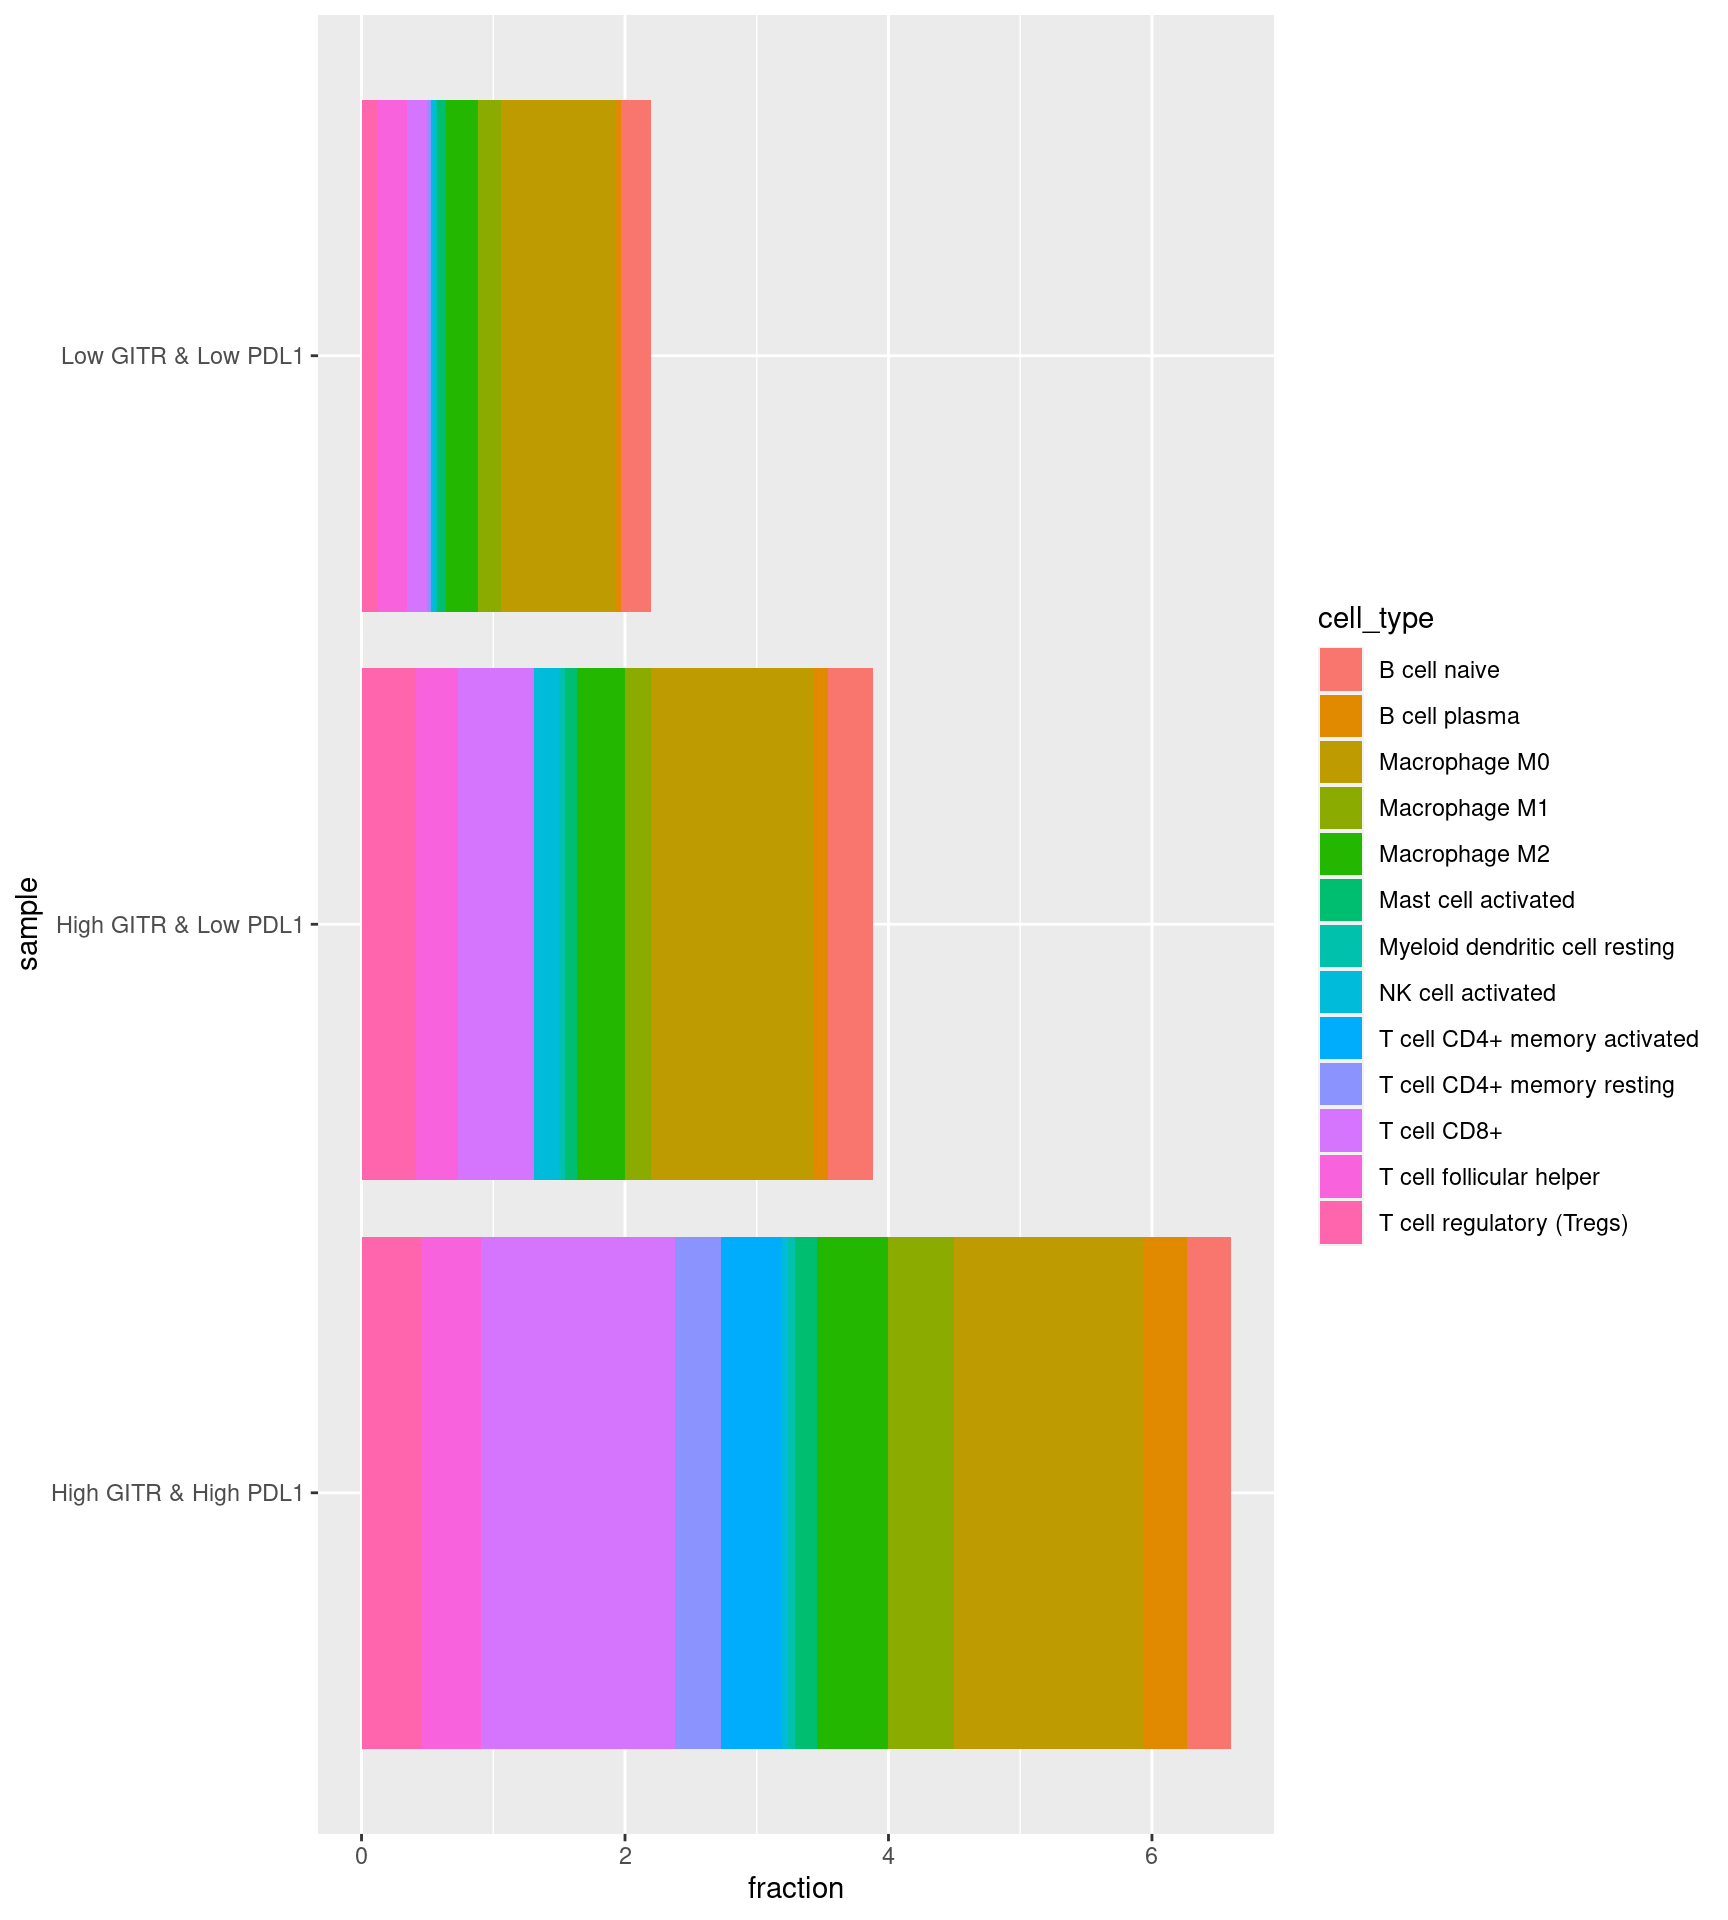 Low GITR & Low PDL1
High GITR & Low PDL1
High GITR & High PDL1
sample
0 2 4 6
fraction
cell_type
B cell naive
B cell plasma
Macrophage M0
Macrophage M1
Macrophage M2
Mast cell activated
Myeloid dendritic cell resting
NK cell activated
T cell CD4+ memory activated
T cell CD4+ memory resting
T cell CD8+
T cell follicular helper
T cell regulatory (Tregs)